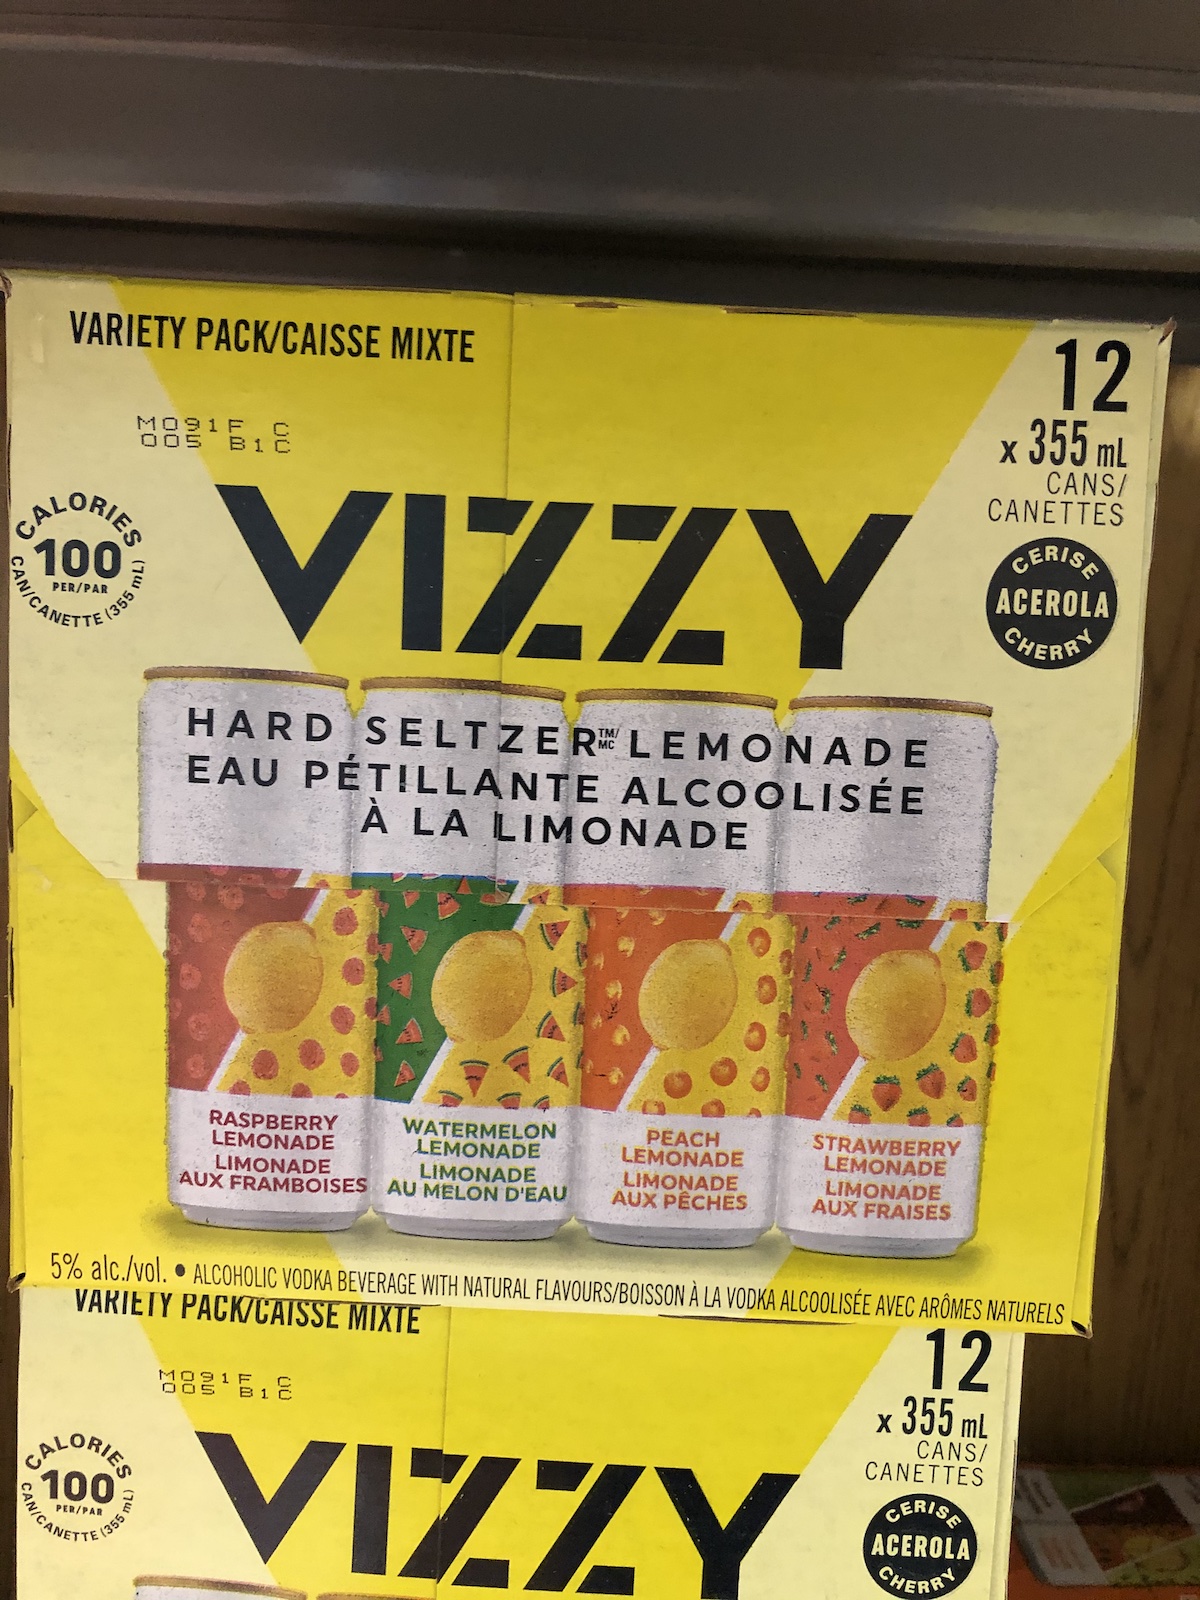 VARIETY PACK/CAISSE MIXTE
12
x 355 mL
CANS/
CANETTES
M091F C
005 B1C
CALORIES
100
PER/PAR
CAN/CANETTE (355 mL)
VIZZY
CERISE
ACEROLA
CHERRY
HARD SELTZER TM/MC LEMONADE
EAU PÉTILLANTE ALCOOLISÉE
À LA LIMONADE
RASPBERRY
LEMONADE
LIMONADE
AUX FRAMBOISES
WATERMELON
LEMONADE
LIMONADE
AU MELON D'EAU
PEACH
LEMONADE
LIMONADE
AUX PÊCHES
STRAWBERRY
LEMONADE
LIMONADE
AUX FRAISES
5% alc./vol. • ALCOHOLIC VODKA BEVERAGE WITH NATURAL FLAVOURS/BOISSON À LA VODKA ALCOOLISÉE AVEC ARÔMES NATURELS
VARIETY PACK/CAISSE MIXTE
12
x 355 mL
CANS/
CANETTES
M091F C
005 B1C
CALORIES
100
PER/PAR
CAN/CANETTE (355 mL)
VIZZY
CERISE
ACEROLA
CHERRY